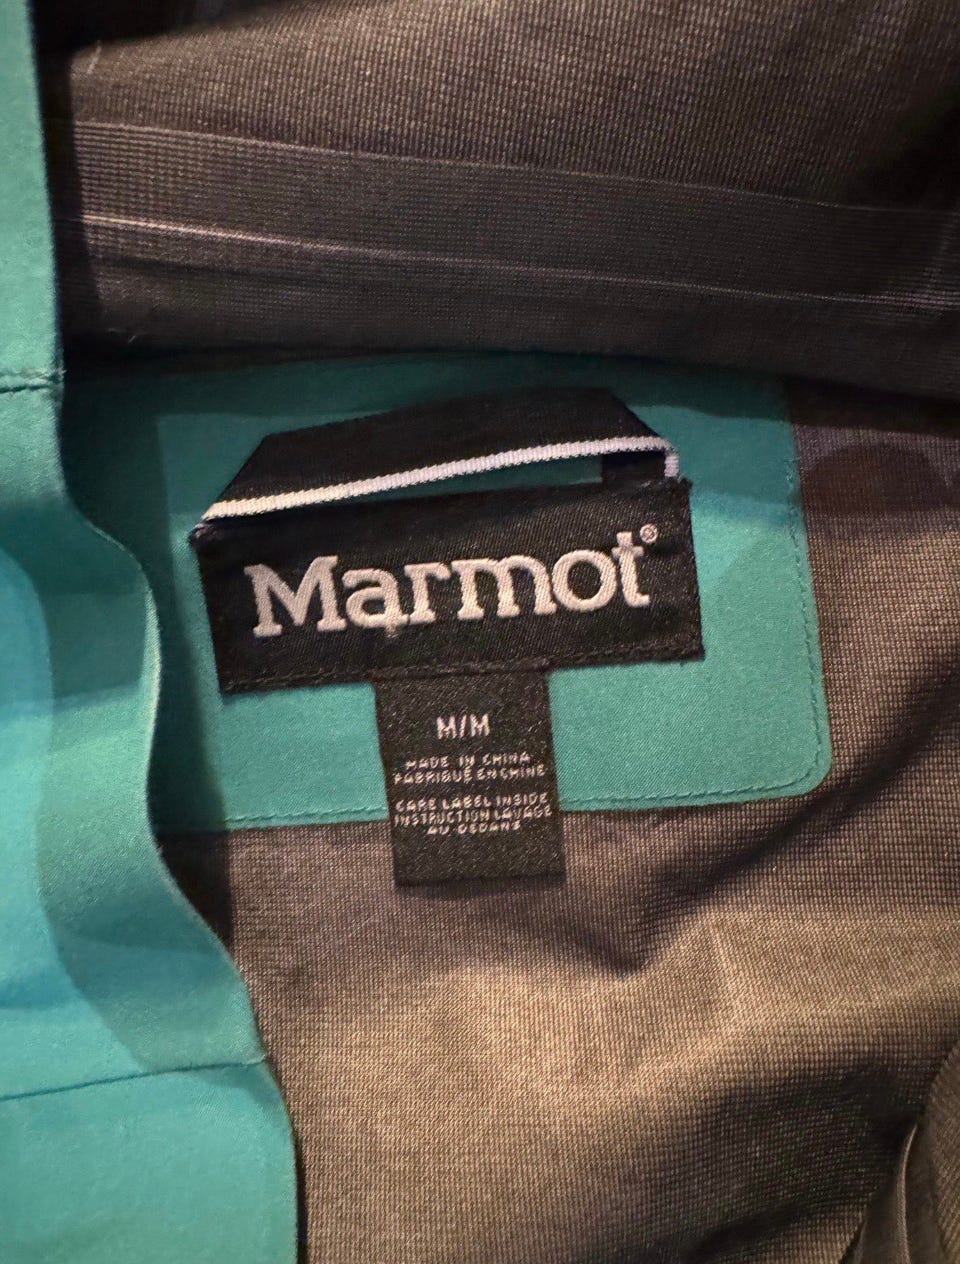 Marmot®
M/M
MADE IN CHINA
FABRIQUÉ EN CHINE
CARE LABEL INSIDE
INSTRUCTION LAVAGE
AU DEDANS